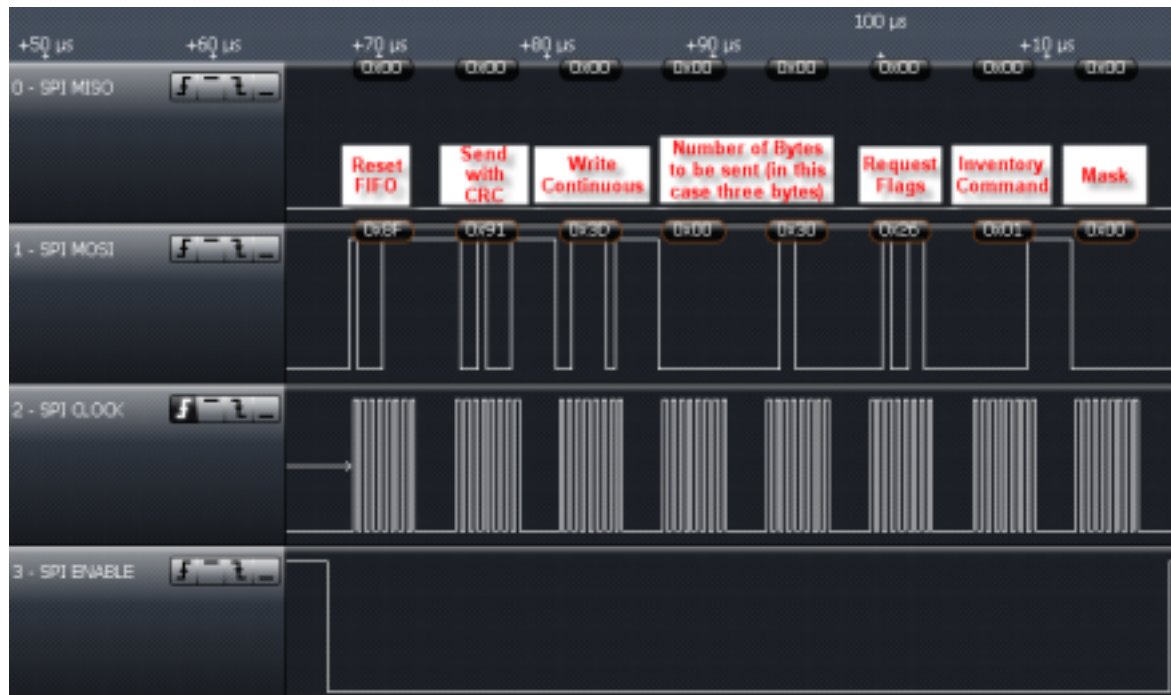 100 µs
+50 µs +60 µs +70 µs +80 µs +90 µs +10 µs
0x00 0x00 0x00 0x00 0x00 0x00 0x00 0x00
0 - SPI MISO
Reset
FIFO
Send
with
CRC
Write
Continuous
Number of Bytes
to be sent (in this
case three bytes)
Request
Flags
Inventory
Command
Mask
0x8F 0x91 0x3D 0x00 0x30 0x26 0x01 0x00
1 - SPI MOSI
2 - SPI CLOCK
3 - SPI ENABLE